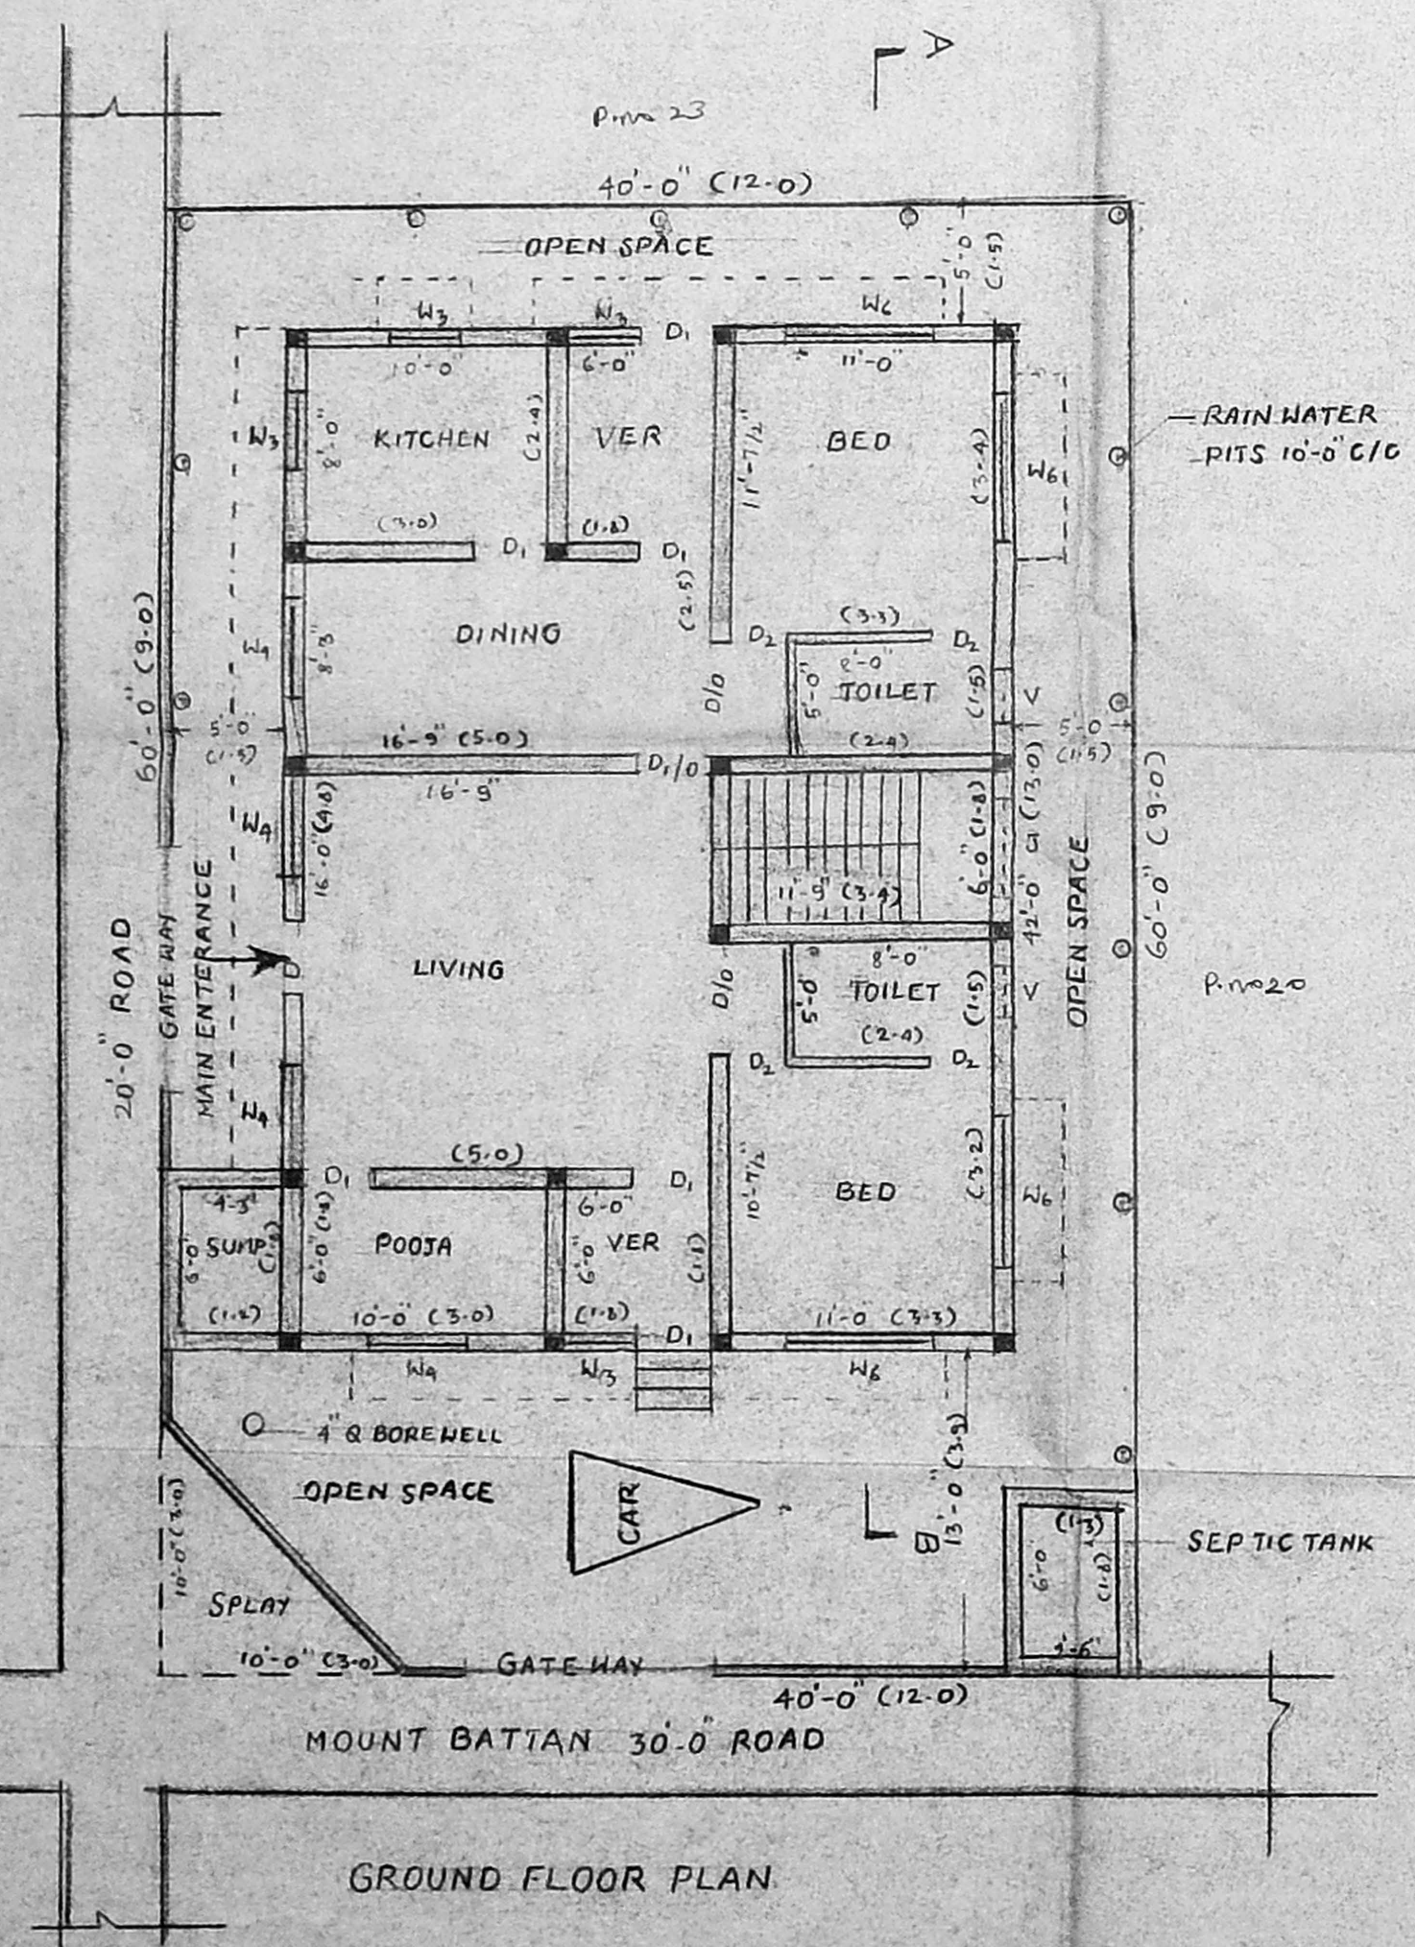 A
P.no 23
40'-0" (12-0)
OPEN SPACE
5'-0"
(1.5)
W3
W3
D1
W6
10'-0"
6'-0"
11'-0"
W3
8'-0"
KITCHEN
(2.4)
VER
11'-7½"
BED
(3-4)
W6
RAIN WATER
PITS 10'-0" C/C
(3.0)
D1
(1.8)
D1
(2.5)
60'-0" (9.0)
W4
8'-3"
DINING
D2
(3.3)
D2
8'-0"
TOILET
5'-0"
(1.5)
V
D/O
5'-0"
(1.5)
5'-0
(1.5)
16'-9" (5.0)
D1/O
(2.4)
16'-9"
W4
16'-0" (4.8)
11'-9" (3-4)
6'-0" (1.8)
42'-0" (13.0)
OPEN SPACE
60'-0" (9.0)
20'-0" ROAD
GATE WAY
MAIN ENTERANCE
D
LIVING
D/O
8'-0"
TOILET
5'-0"
(1.5)
V
(2-4)
D2
D2
P.no 20
W4
(5.0)
D1
D1
4-3"
6'-0"
SUMP
(1.2)
6'-0" (1.8)
POOJA
6'-0"
6'-0"
VER
(1.8)
10'-7½"
BED
(3.2)
W6
10'-0" (3.0)
(1.8)
D1
11'-0 (3.3)
W4
W3
W6
4" Q BOREWELL
OPEN SPACE
CAR
B
13'-0" (3.9)
10'-0" (3.0)
SPLAY
10'-0" (3.0)
GATE WAY
(1.3)
6'-0
(1.8)
SEPTIC TANK
40'-0" (12.0)
MOUNT BATTAN 30'-0" ROAD
GROUND FLOOR PLAN